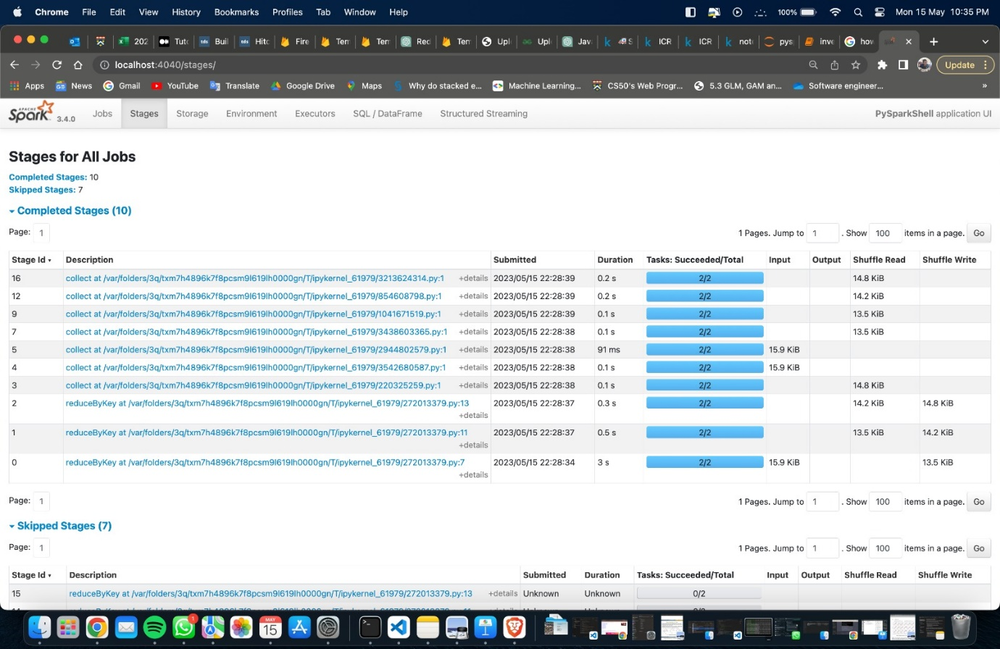 Chrome File Edit View History Bookmarks Profiles Tab Window Help 100% Mon 15 May 10:35 PM
202 Tuto Buil Hitc Fire Ten Ten Rec Ten Upl Upl Jav S ICR ICR not pys inve how
localhost:4040/stages/ Update
Apps News Gmail YouTube Translate Google Drive Maps Why do stacked e... Machine Learning... CS50's Web Progr... 5.3 GLM, GAM an... Software engineer... »
APACHE Spark 3.4.0 Jobs Stages Storage Environment Executors SQL / DataFrame Structured Streaming PySparkShell application UI
Stages for All Jobs
Completed Stages: 10
Skipped Stages: 7
Completed Stages (10)
Page: 1 1 Pages. Jump to 1 . Show 100 items in a page. Go
Stage Id Description Submitted Duration Tasks: Succeeded/Total Input Output Shuffle Read Shuffle Write
16 collect at /var/folders/3q/txm7h4896k7f8pcsm9l619lh0000gn/T/ipykernel_61979/3213624314.py:1 +details 2023/05/15 22:28:39 0.2 s 2/2 14.8 KiB
12 collect at /var/folders/3q/txm7h4896k7f8pcsm9l619lh0000gn/T/ipykernel_61979/854608798.py:1 +details 2023/05/15 22:28:39 0.2 s 2/2 14.2 KiB
9 collect at /var/folders/3q/txm7h4896k7f8pcsm9l619lh0000gn/T/ipykernel_61979/1041671519.py:1 +details 2023/05/15 22:28:39 0.1 s 2/2 13.5 KiB
7 collect at /var/folders/3q/txm7h4896k7f8pcsm9l619lh0000gn/T/ipykernel_61979/3438603365.py:1 +details 2023/05/15 22:28:38 0.1 s 2/2 13.5 KiB
5 collect at /var/folders/3q/txm7h4896k7f8pcsm9l619lh0000gn/T/ipykernel_61979/2944802579.py:1 +details 2023/05/15 22:28:38 91 ms 2/2 15.9 KiB
4 collect at /var/folders/3q/txm7h4896k7f8pcsm9l619lh0000gn/T/ipykernel_61979/3542680587.py:1 +details 2023/05/15 22:28:38 0.1 s 2/2 15.9 KiB
3 collect at /var/folders/3q/txm7h4896k7f8pcsm9l619lh0000gn/T/ipykernel_61979/220325259.py:1 +details 2023/05/15 22:28:38 0.1 s 2/2 14.8 KiB
2 reduceByKey at /var/folders/3q/txm7h4896k7f8pcsm9l619lh0000gn/T/ipykernel_61979/272013379.py:13 2023/05/15 22:28:37 0.3 s 2/2 14.2 KiB 14.8 KiB
+details
1 reduceByKey at /var/folders/3q/txm7h4896k7f8pcsm9l619lh0000gn/T/ipykernel_61979/272013379.py:11 2023/05/15 22:28:37 0.5 s 2/2 13.5 KiB 14.2 KiB
+details
0 reduceByKey at /var/folders/3q/txm7h4896k7f8pcsm9l619lh0000gn/T/ipykernel_61979/272013379.py:7 2023/05/15 22:28:34 3 s 2/2 15.9 KiB 13.5 KiB
+details
Page: 1 1 Pages. Jump to 1 . Show 100 items in a page. Go
Skipped Stages (7)
Page: 1 1 Pages. Jump to 1 . Show 100 items in a page. Go
Stage Id Description Submitted Duration Tasks: Succeeded/Total Input Output Shuffle Read Shuffle Write
15 reduceByKey at /var/folders/3q/txm7h4896k7f8pcsm9l619lh0000gn/T/ipykernel_61979/272013379.py:13 +details Unknown Unknown 0/2
1 MAY
15